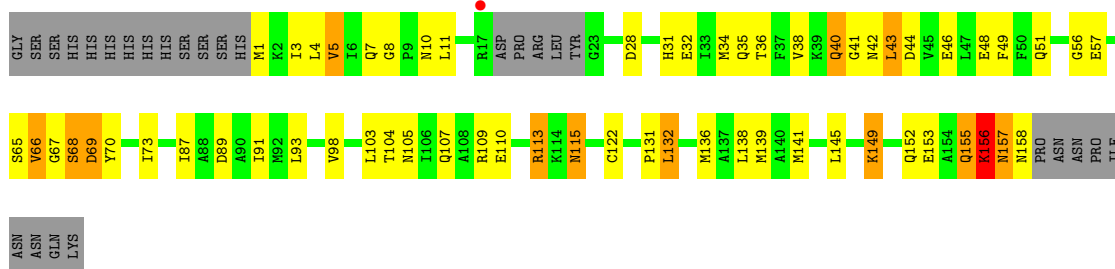 GLY SER SER HIS HIS HIS HIS HIS HIS SER SER SER HIS M1 K2 I3 L4 V5 I6 Q7 G8 P9 N10 L11 R17 ASP PRO ARG LEU TYR G23 D28 H31 E32 I33 M34 Q35 T36 F37 V38 K39 Q40 G41 N42 L43 D44 V45 E46 L47 E48 F49 F50 Q51 G56 E57
S65 V66 G67 S68 D69 Y70 I73 I87 A88 D89 A90 I91 M92 L93 V98 L103 T104 N105 I106 Q107 A108 R109 E110 R113 K114 N115 C122 P131 L132 M136 A137 L138 M139 A140 M141 L145 K149 Q152 E153 A154 Q155 K156 N157 N158 PRO ASN ASN PRO ILE
ASN ASN GLN LYS